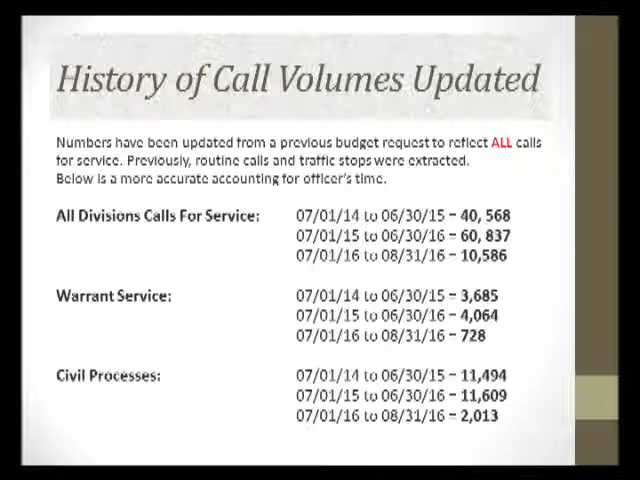 History of Call Volumes Updated
Numbers have been updated from a previous budget request to reflect ALL calls
for service. Previously, routine calls and traffic stops were extracted.
Below is a more accurate accounting for officer's time.
All Divisions Calls For Service: 07/01/14 to 06/30/15 – 40, 568
07/01/15 to 06/30/16 – 60, 837
07/01/16 to 08/31/16 – 10,586
Warrant Service: 07/01/14 to 06/30/15 – 3,685
07/01/15 to 06/30/16 – 4,064
07/01/16 to 08/31/16 – 728
Civil Processes: 07/01/14 to 06/30/15 – 11,494
07/01/15 to 06/30/16 – 11,609
07/01/16 to 08/31/16 – 2,013